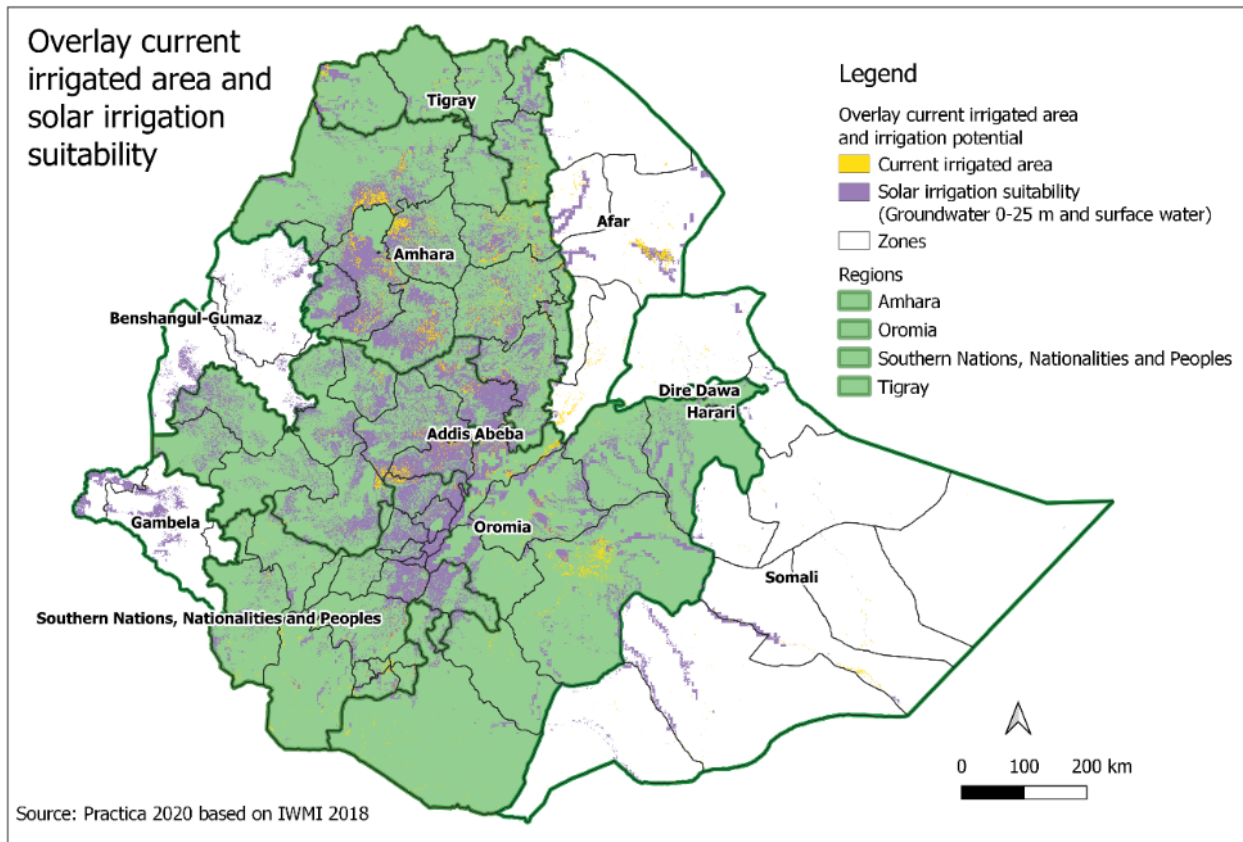 Overlay current
irrigated area and
solar irrigation
suitability
Legend
Overlay current irrigated area
and irrigation potential
Current irrigated area
Solar irrigation suitability
(Groundwater 0-25 m and surface water)
Zones
Regions
Amhara
Oromia
Southern Nations, Nationalities and Peoples
Tigray
Tigray
Afar
Amhara
Benshangul-Gumaz
Dire Dawa
Harari
Addis Abeba
Gambela
Oromia
Somali
Southern Nations, Nationalities and Peoples
0 100 200 km
Source: Practica 2020 based on IWMI 2018